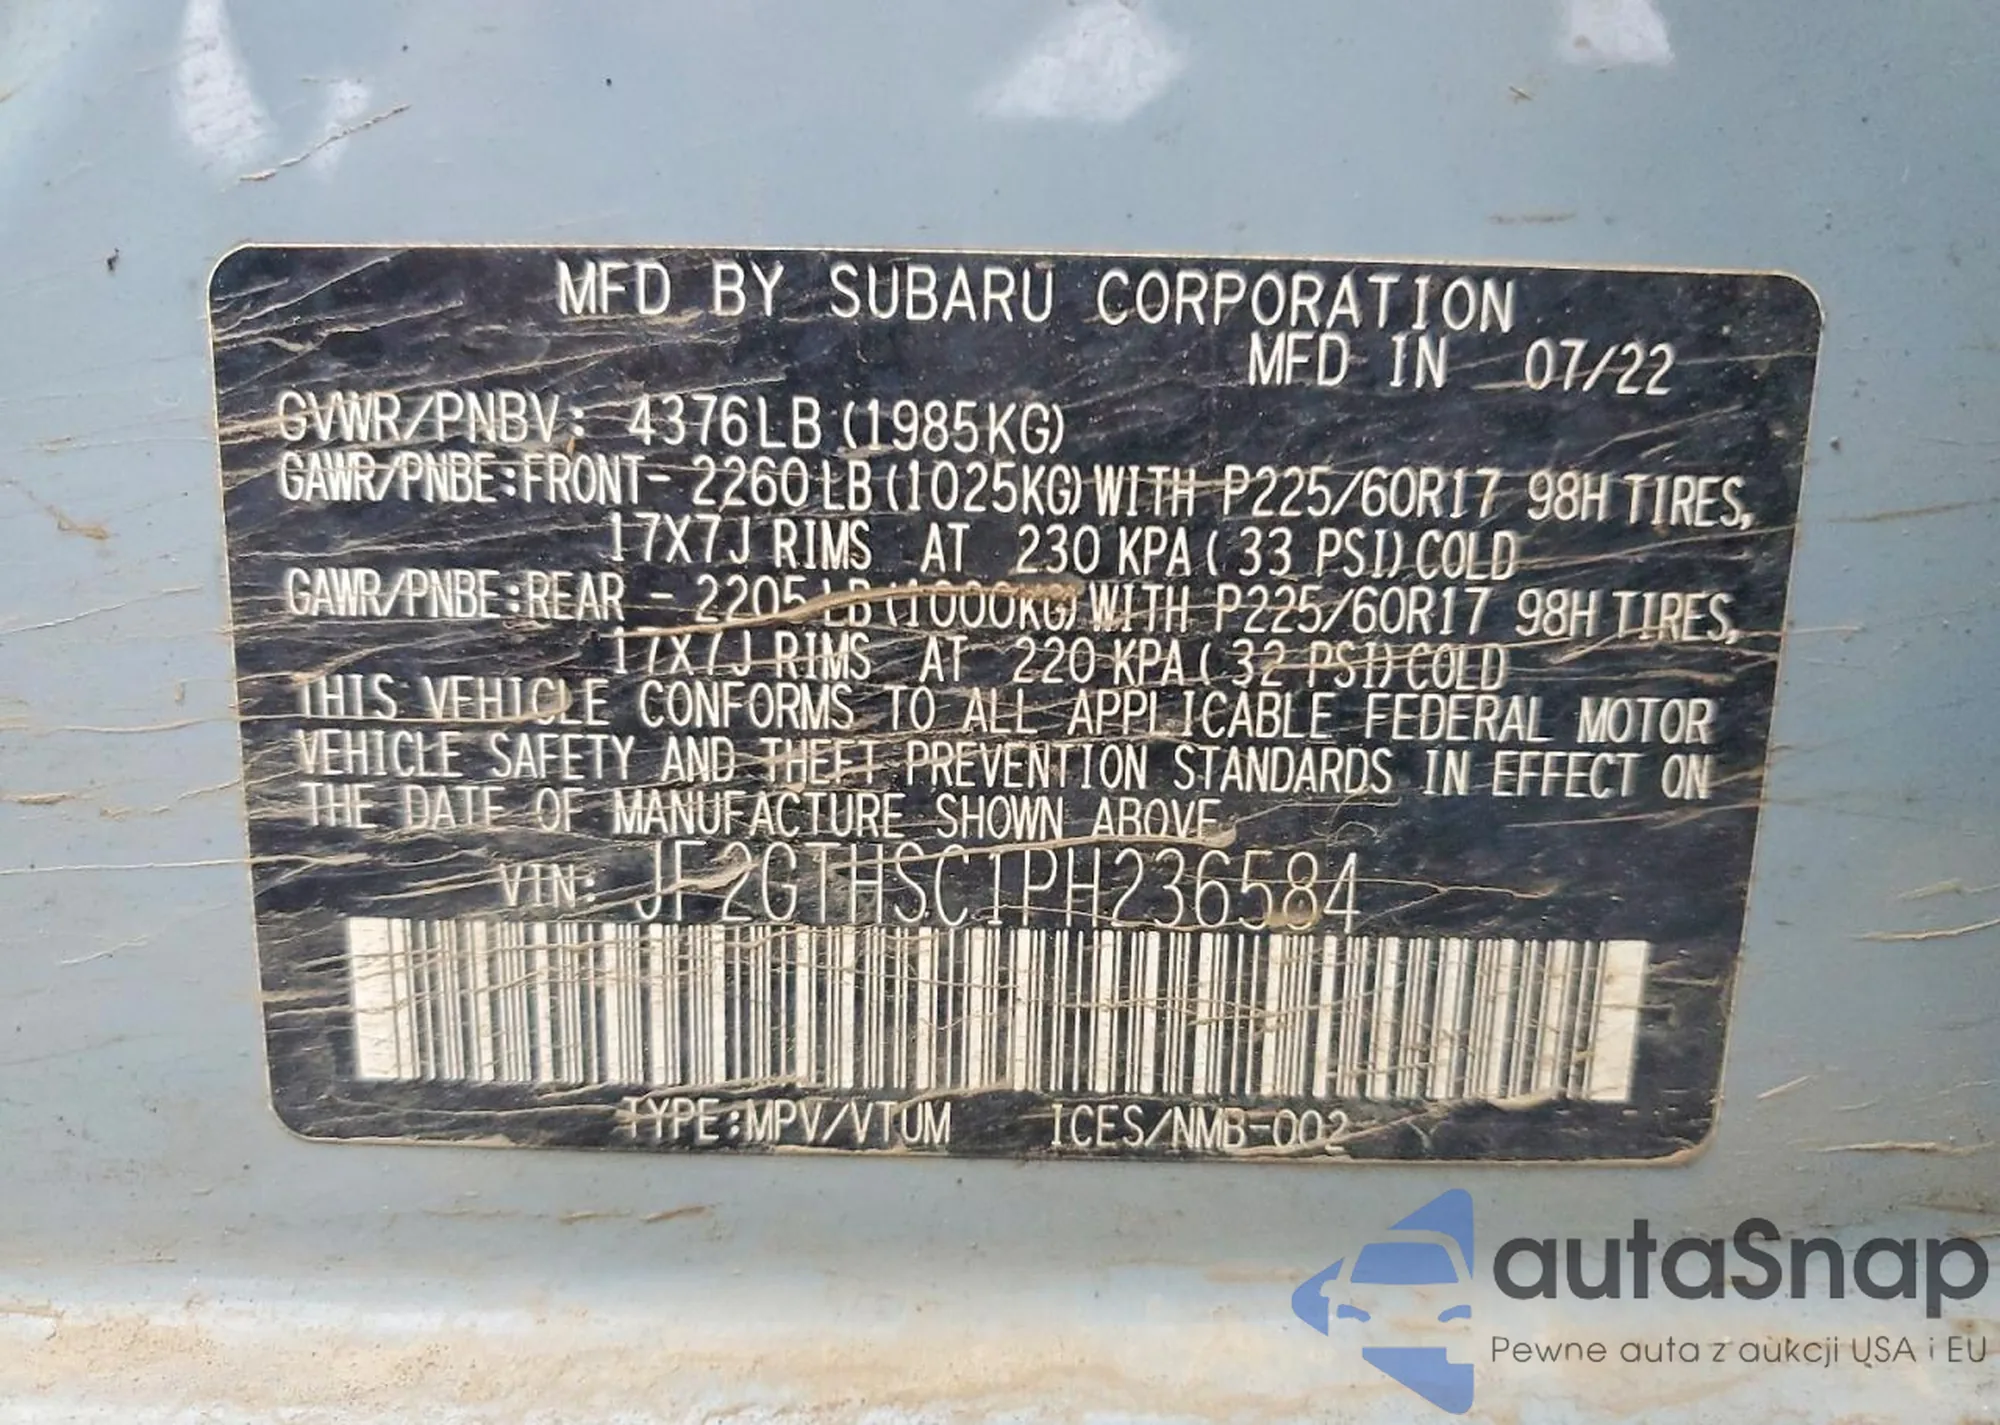 MFD BY SUBARU CORPORATION
MFD IN 07/22
GVWR/PNBV: 4376LB (1985KG)
GAWR/PNBE:FRONT- 2260LB (1025KG) WITH P225/60R17 98H TIRES,
17X7J RIMS AT 230 KPA ( 33 PSI) COLD
GAWR/PNBE:REAR - 2205LB (1000KG) WITH P225/60R17 98H TIRES,
17X7J RIMS AT 220 KPA ( 32 PSI) COLD
THIS VEHICLE CONFORMS TO ALL APPLICABLE FEDERAL MOTOR
VEHICLE SAFETY AND THEFT PREVENTION STANDARDS IN EFFECT ON
THE DATE OF MANUFACTURE SHOWN ABOVE.
VIN: JF2GTHSC1PH236584
TYPE:MPV/VTUM ICES/NMB-002
autaSnap
Pewne auta z aukcji USA i EU